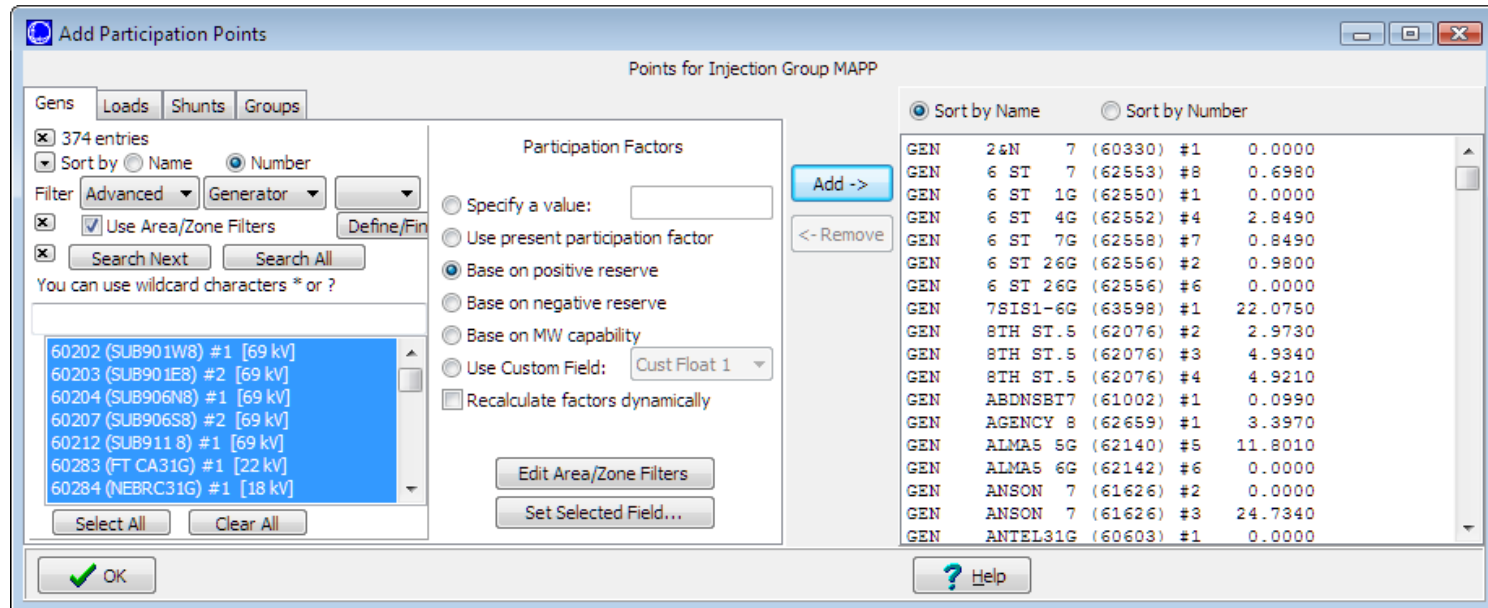 Add Participation Points
Points for Injection Group MAPP
Gens Loads Shunts Groups
374 entries
Sort by Name Number
Filter Advanced Generator
Use Area/Zone Filters Define/Fin
Search Next Search All
You can use wildcard characters * or ?
60202 (SUB901W8) #1 [69 kV]
60203 (SUB901E8) #2 [69 kV]
60204 (SUB906N8) #1 [69 kV]
60207 (SUB906S8) #2 [69 kV]
60212 (SUB911 8) #1 [69 kV]
60283 (FT CA31G) #1 [22 kV]
60284 (NEBRC31G) #1 [18 kV]
Select All Clear All
Participation Factors
Specify a value:
Use present participation factor
Base on positive reserve
Base on negative reserve
Base on MW capability
Use Custom Field: Cust Float 1
Recalculate factors dynamically
Edit Area/Zone Filters
Set Selected Field...
Add ->
<- Remove
Sort by Name Sort by Number
GEN 2&N 7 (60330) #1 0.0000
GEN 6 ST 7 (62553) #8 0.6980
GEN 6 ST 1G (62550) #1 0.0000
GEN 6 ST 4G (62552) #4 2.8490
GEN 6 ST 7G (62558) #7 0.8490
GEN 6 ST 26G (62556) #2 0.9800
GEN 6 ST 26G (62556) #6 0.0000
GEN 7SIS1-6G (63598) #1 22.0750
GEN 8TH ST.5 (62076) #2 2.9730
GEN 8TH ST.5 (62076) #3 4.9340
GEN 8TH ST.5 (62076) #4 4.9210
GEN ABDNSBT7 (61002) #1 0.0990
GEN AGENCY 8 (62659) #1 3.3970
GEN ALMA5 5G (62140) #5 11.8010
GEN ALMA5 6G (62142) #6 0.0000
GEN ANSON 7 (61626) #2 0.0000
GEN ANSON 7 (61626) #3 24.7340
GEN ANTEL31G (60603) #1 0.0000
OK
Help